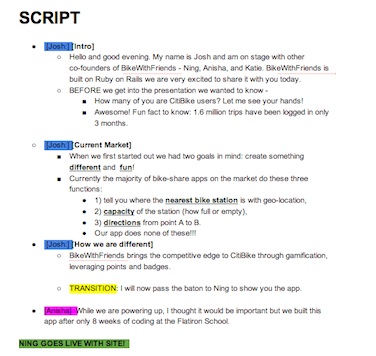 SCRIPT
[Josh ] [Intro]
Hello and good evening. My name is Josh and am on stage with other
co-founders of BikeWithFriends - Ning, Anisha, and Katie. BikeWithFriends is
built on Ruby on Rails we are very excited to share it with you today.
BEFORE we get into the presentation we wanted to know -
How many of you are CitiBike users? Let me see your hands!
Awesome! Fun fact to know: 1.6 million trips have been logged in only
3 months.
[Josh ] [Current Market]
When we first started out we had two goals in mind: create something
different and fun!
Currently the majority of bike-share apps on the market do these three
functions:
1) tell you where the nearest bike station is with geo-location,
2) capacity of the station (how full or empty),
3) directions from point A to B.
Our app does none of these!!!
[Josh ] [How we are different]
BikeWithFriends brings the competitive edge to CitiBike through gamification,
leveraging points and badges.
TRANSITION: I will now pass the baton to Ning to show you the app.
[Anisha] While we are powering up, I thought it would be important but we built this
app after only 8 weeks of coding at the Flatiron School.
NING GOES LIVE WITH SITE!